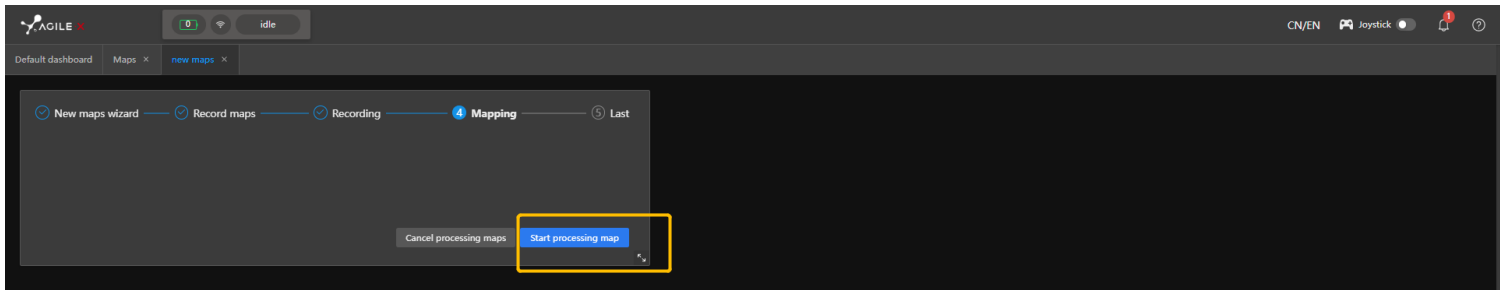 AGILE X
0 idle CN/EN Joystick 1
Default dashboard Maps × new maps ×
New maps wizard Record maps Recording 4 Mapping 5 Last
Cancel processing maps Start processing map